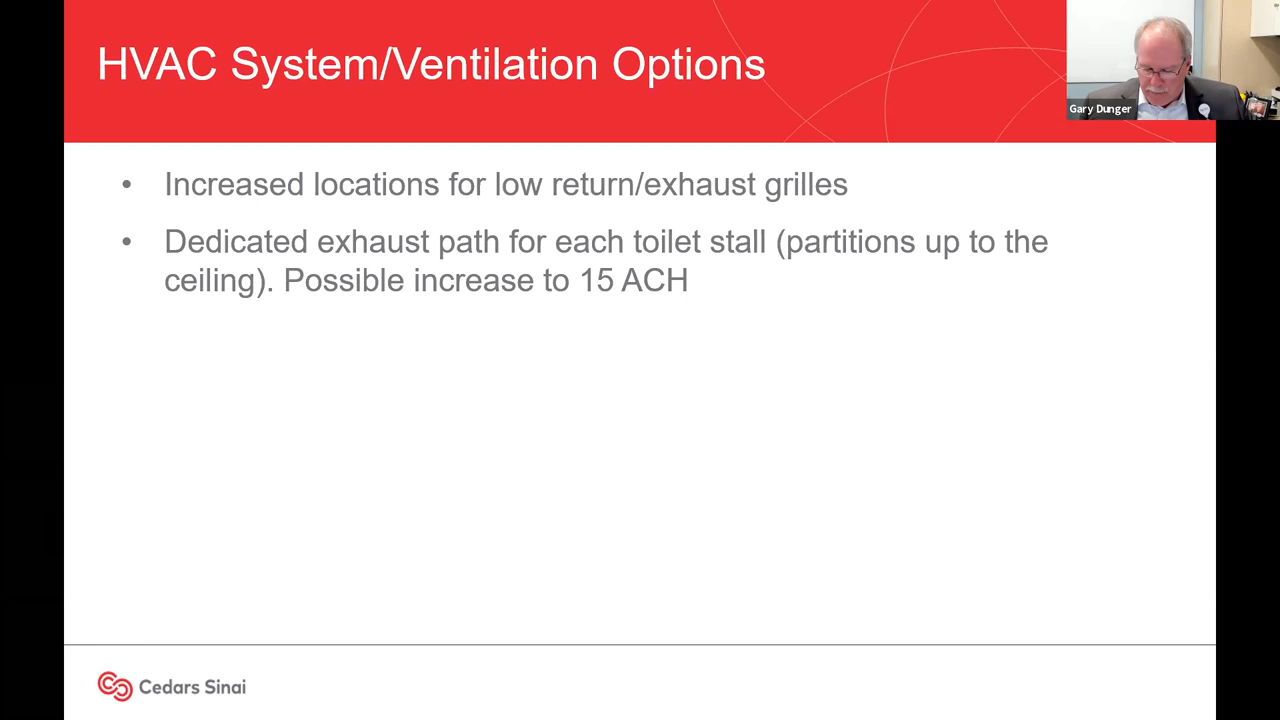 HVAC System/Ventilation Options
Gary Dunger
• Increased locations for low return/exhaust grilles
• Dedicated exhaust path for each toilet stall (partitions up to the
ceiling). Possible increase to 15 ACH
Cedars Sinai